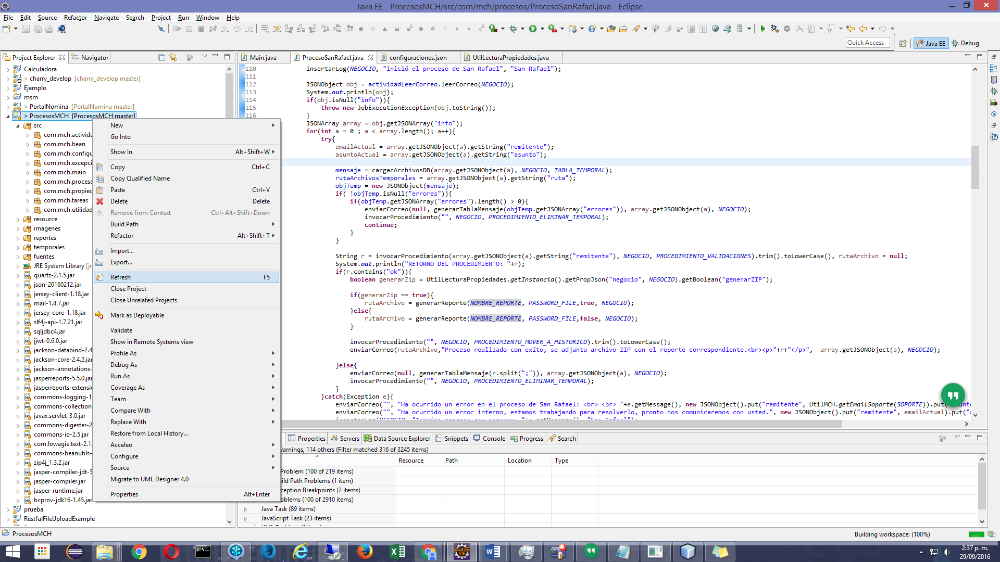 Java EE - ProcesosMCH/src/com/mch/procesos/ProcesoSanRafael.java - Eclipse
File Edit Source Refactor Navigate Search Project Run Window Help
Quick Access Java EE Debug
Project Explorer Navigator
Main.java ProcesoSanRafael.java configuraciones.json UtilLecturaPropiedades.java
Calculadora
> charry_develop [charry_develop master]
Ejemplo
msm
> PortalNomina [PortalNomina master]
> ProcesosMCH [ProcesosMCH master]
src
com.mch.activida
com.mch.bean
com.mch.configu
com.mch.excepci
com.mch.main
com.mch.proceso
com.mch.propied
com.mch.tareas
com.mch.utilidad
resource
imagenes
reportes
temporales
fuentes
JRE System Library [jr
quartz-2.1.5.jar
json-20160212.jar
jersey-client-1.18.jar
mail-1.4.7.jar
jersey-core-1.18.jar
slf4j-api-1.7.21.jar
sqljdbc4.jar
jjwt-0.6.0.jar
jackson-databind-2.4
jackson-core-2.4.2.jar
jackson-annotations-
jasperreports-5.5.0.jar
jasperreports-extensio
commons-logging-1
commons-collection
javax.servlet-3.0.jar
commons-digester-2
commons-io-2.5.jar
com.lowagie.text-2.1.
commons-beanutils-
zip4j_1.3.2.jar
jasper-compiler-jdt-5
jasper-compiler.jar
jasper-runtime.jar
bcprov-jdk16-1.45.jar
prueba
RestfulFileUploadExample
New
Go Into
Show In Alt+Shift+W
Copy Ctrl+C
Copy Qualified Name
Paste Ctrl+V
Delete Delete
Remove from Context Ctrl+Alt+Shift+Down
Build Path
Refactor Alt+Shift+T
Import...
Export...
Refresh F5
Close Project
Close Unrelated Projects
Mark as Deployable
Validate
Show in Remote Systems view
Profile As
Debug As
Run As
Coverage As
Team
Compare With
Replace With
Restore from Local History...
Acceleo
Configure
Source
Migrate to UML Designer 4.0
Properties Alt+Enter
110 insertarLog(NEGOCIO, "Inició el proceso de San Rafael", "San Rafael");
111
112 JSONObject obj = actividadLeerCorreo.leerCorreo(NEGOCIO);
113 System.out.println(obj);
114 if(obj.isNull("info")){
115 throw new JobExecutionException(obj.toString());
116 }
JSONArray array = obj.getJSONArray("info");
for(int a = 0 ; a < array.length(); a++){
try{
emailActual = array.getJSONObject(a).getString("remitente");
asuntoActual = array.getJSONObject(a).getString("asunto");
mensaje = cargarArchivosDB(array.getJSONObject(a), NEGOCIO, TABLA_TEMPORAL);
rutaArchivosTemporales = array.getJSONObject(a).getString("ruta");
objTemp = new JSONObject(mensaje);
if( !objTemp.isNull("errores")){
if(objTemp.getJSONArray("errores").length() > 0){
enviarCorreo(null, generarTablaMensaje(objTemp.getJSONArray("errores")), array.getJSONObject(a), NEGOCIO);
invocarProcedimiento("", NEGOCIO, PROCEDIMIENTO_ELIMINAR_TEMPORAL);
continue;
}
}
String r = invocarProcedimiento(array.getJSONObject(a).getString("remitente"), NEGOCIO, PROCEDIMIENTO_VALIDACIONES).trim().toLowerCase(), rutaArchivo = null;
System.out.println("RETORNO DEL PROCEDIMIENTO: "+r);
if(r.contains("ok")){
boolean generarZip = UtilLecturaPropiedades.getInstancia().getPropJson("negocio", NEGOCIO).getBoolean("generarZIP");
if(generarZip == true){
rutaArchivo = generarReporte(NOMBRE_REPORTE, PASSWORD_FILE,true, NEGOCIO);
}else{
rutaArchivo = generarReporte(NOMBRE_REPORTE, PASSWORD_FILE,false, NEGOCIO);
}
invocarProcedimiento("", NEGOCIO, PROCEDIMIENTO_MOVER_A_HISTORICO).trim().toLowerCase();
enviarCorreo(rutaArchivo,"Proceso realizado con exíto, se adjunta archivo ZIP con el reporte correspondiente.<br><p>"+r+"</p>", array.getJSONObject(a), NEGOCIO);
}else{
enviarCorreo(null, generarTablaMensaje(r.split(";")), array.getJSONObject(a), NEGOCIO);
invocarProcedimiento("", NEGOCIO, PROCEDIMIENTO_ELIMINAR_TEMPORAL);
}
}catch(Exception e){
enviarCorreo("", "Ha ocurrido un error en el proceso de San Rafael: <br> <br> "+e.getMessage(), new JSONObject().put("remitente", UtilMCH.getEmailSoporte(SOPORTE)).put(
enviarCorreo("", "Ha ocurrido un error interno, estamos trabajando para resolverlo, pronto nos comunicaremos con usted.", new JSONObject().put("remitente", emailActual).put("a
Properties Servers Data Source Explorer Snippets Console Progress Search
warnings, 114 others (Filter matched 316 of 3245 items)
Resource Path Location Type
Problem (100 of 219 items)
ild Path Problems (1 item)
ception Breakpoints (2 items)
oblems (100 of 2910 items)
Java Task (89 items)
JavaScript Task (23 items)
ProcesosMCH
Building workspace: (100%)
2:37 p. m.
29/09/2016